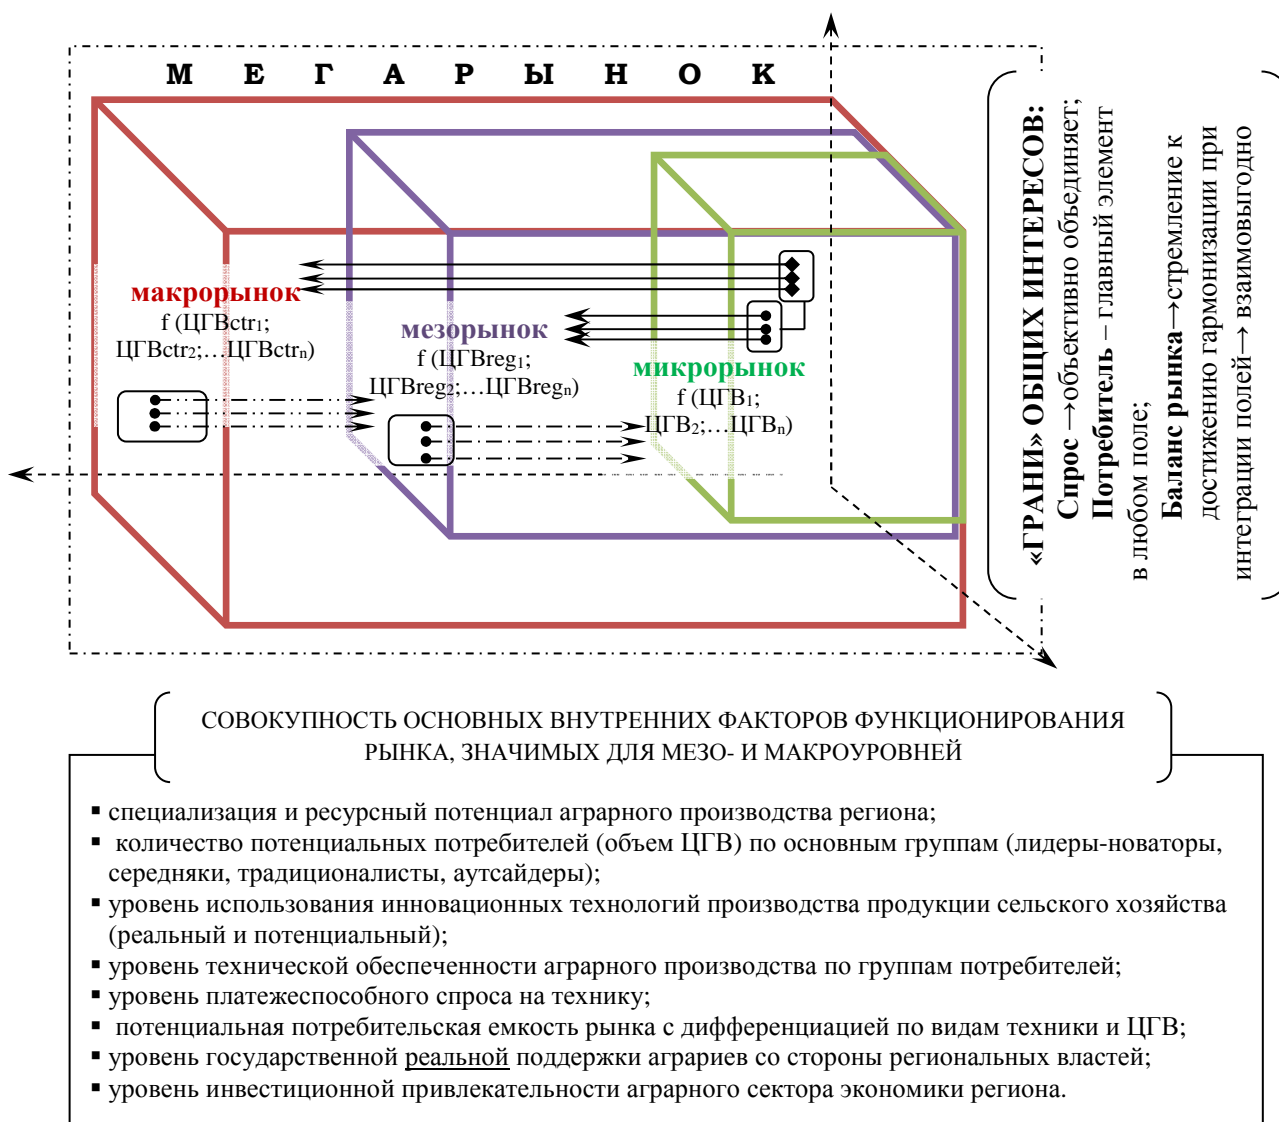 МЕГАРЫНОК
макрорынок
f (ЦГВctr1;
ЦГВctr2;…ЦГВctrn)
мезорынок
f (ЦГВreg1;
ЦГВreg2;…ЦГВregn)
микрорынок
f (ЦГВ1;
ЦГВ2;…ЦГВn)
«ГРАНИ» ОБЩИХ ИНТЕРЕСОВ:
Спрос →объективно объединяет;
Потребитель – главный элемент
в любом поле;
Баланс рынка→стремление к
достижению гармонизации при
интеграции полей→ взаимовыгодно
СОВОКУПНОСТЬ ОСНОВНЫХ ВНУТРЕННИХ ФАКТОРОВ ФУНКЦИОНИРОВАНИЯ
РЫНКА, ЗНАЧИМЫХ ДЛЯ МЕЗО- И МАКРОУРОВНЕЙ
▪ специализация и ресурсный потенциал аграрного производства региона;
▪ количество потенциальных потребителей (объем ЦГВ) по основным группам (лидеры-новаторы,
середняки, традиционалисты, аутсайдеры);
▪ уровень использования инновационных технологий производства продукции сельского хозяйства
(реальный и потенциальный);
▪ уровень технической обеспеченности аграрного производства по группам потребителей;
▪ уровень платежеспособного спроса на технику;
▪ потенциальная потребительская емкость рынка с дифференциацией по видам техники и ЦГВ;
▪ уровень государственной реальной поддержки аграриев со стороны региональных властей;
▪ уровень инвестиционной привлекательности аграрного сектора экономики региона.